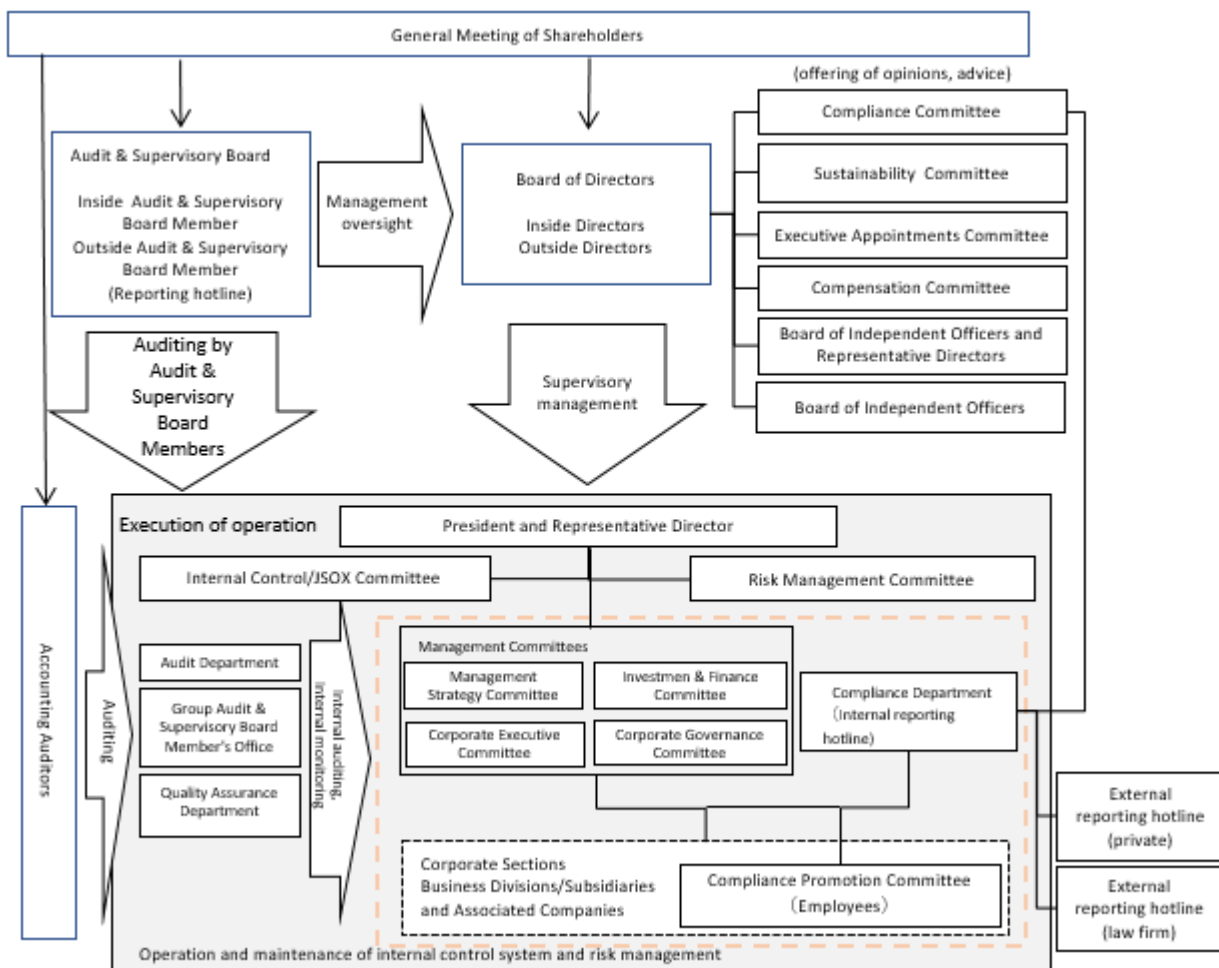 General Meeting of Shareholders
(offering of opinions, advice)
Compliance Committee
Sustainability Committee
Executive Appointments Committee
Compensation Committee
Board of Independent Officers and
Representative Directors
Board of Independent Officers
Audit & Supervisory Board
Inside Audit & Supervisory
Board Member
Outside Audit & Supervisory
Board Member
(Reporting hotline)
Management
oversight
Board of Directors
Inside Directors
Outside Directors
Auditing by
Audit &
Supervisory
Board
Members
Supervisory
management
Accounting Auditors
Auditing
Execution of operation
President and Representative Director
Internal Control/JSOX Committee
Risk Management Committee
Audit Department
Group Audit &
Supervisory Board
Member's Office
Quality Assurance
Department
Internal auditing,
internal monitoring
Management Committees
Management
Strategy Committee
Investmen & Finance
Committee
Corporate Executive
Committee
Corporate Governance
Committee
Compliance Department
(Internal reporting
hotline)
Corporate Sections
Business Divisions/Subsidiaries
and Associated Companies
Compliance Promotion Committee
(Employees)
External
reporting hotline
(private)
External
reporting hotline
(law firm)
Operation and maintenance of internal control system and risk management